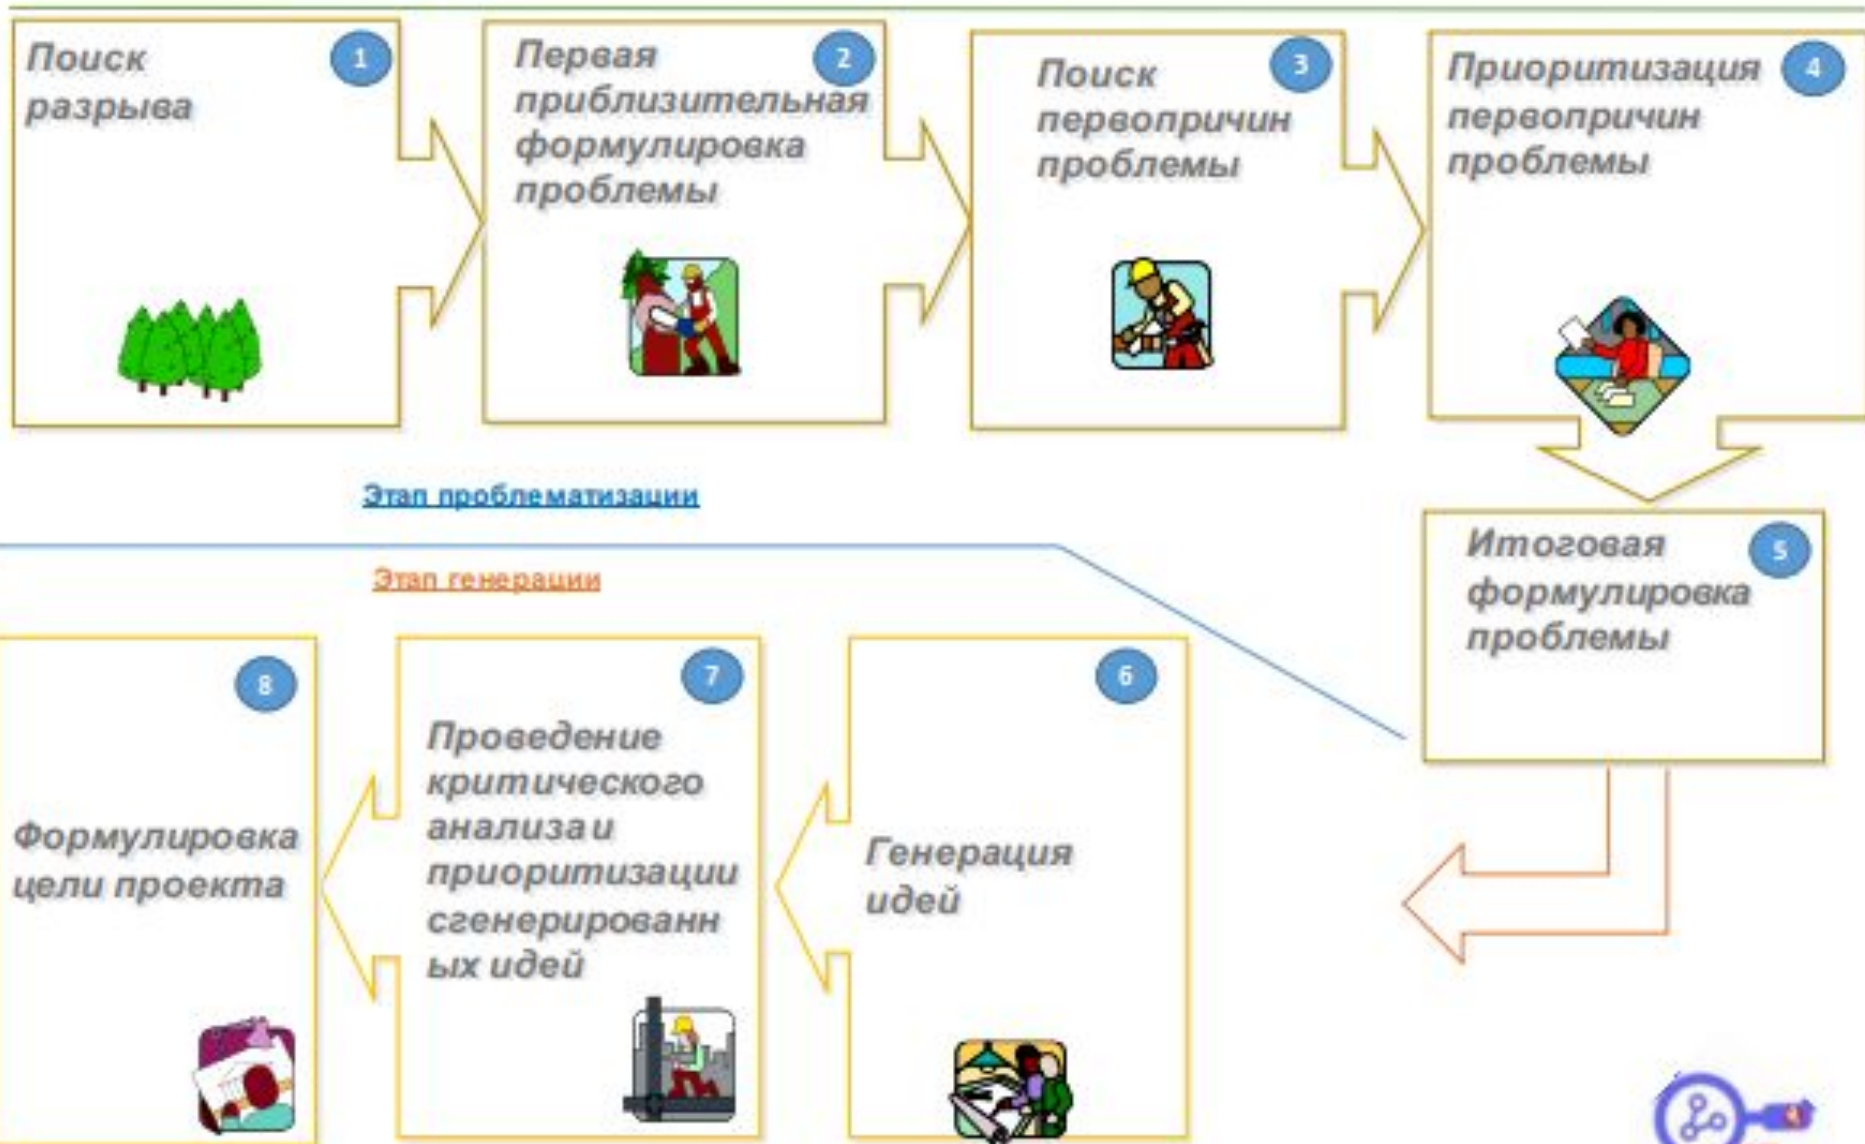 Поиск
разрыва
1
Первая
приблизительная
формулировка
проблемы
2
Поиск
первопричин
проблемы
3
Приоритизация
первопричин
проблемы
4
Этап проблематизации
Итоговая
формулировка
проблемы
5
Этап генерации
Генерация
идей
6
Проведение
критического
анализа и
приоритизации
сгенерированн
ых идей
7
Формулировка
цели проекта
8